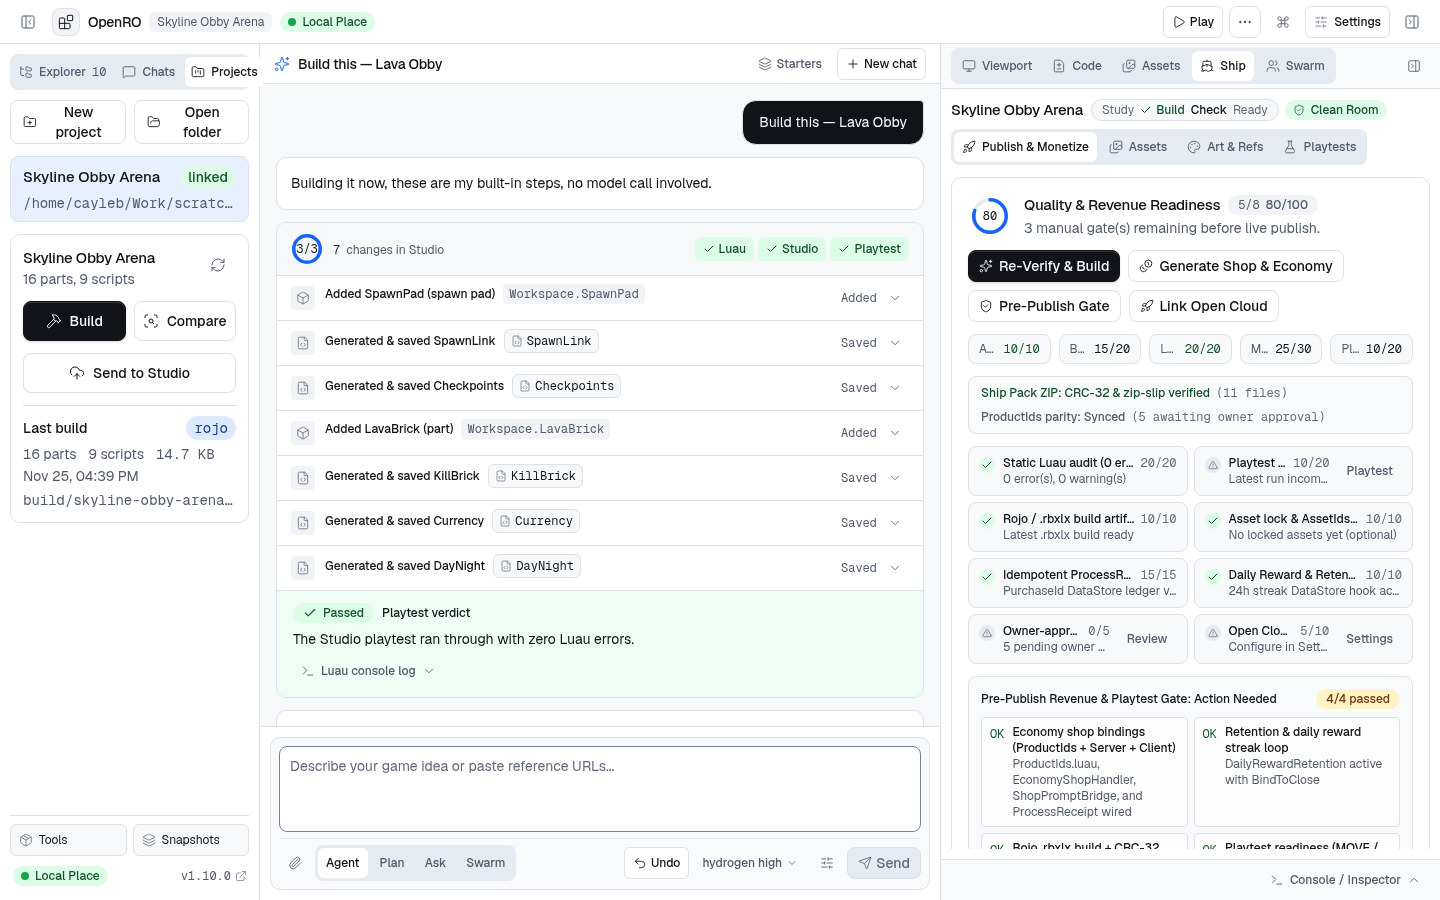 OpenRO Skyline Obby Arena Local Place
Play ... ⌘ Settings
Explorer 10 Chats Projects
New project
Open folder
Skyline Obby Arena linked
/home/cayleb/Work/scratc…
Skyline Obby Arena
16 parts, 9 scripts
Build Compare
Send to Studio
Last build rojo
16 parts 9 scripts 14.7 KB
Nov 25, 04:39 PM
build/skyline-obby-arena…
Tools Snapshots
Local Place v1.10.0
Build this — Lava Obby
Starters New chat
Build this — Lava Obby
Building it now, these are my built-in steps, no model call involved.
3/3 7 changes in Studio Luau Studio Playtest
Added SpawnPad (spawn pad) Workspace.SpawnPad Added
Generated & saved SpawnLink SpawnLink Saved
Generated & saved Checkpoints Checkpoints Saved
Added LavaBrick (part) Workspace.LavaBrick Added
Generated & saved KillBrick KillBrick Saved
Generated & saved Currency Currency Saved
Generated & saved DayNight DayNight Saved
Passed Playtest verdict
The Studio playtest ran through with zero Luau errors.
Luau console log
Describe your game idea or paste reference URLs…
Agent Plan Ask Swarm Undo hydrogen high Send
Viewport Code Assets Ship Swarm
Skyline Obby Arena Study Build Check Ready Clean Room
Publish & Monetize Assets Art & Refs Playtests
80 Quality & Revenue Readiness 5/8 80/100
3 manual gate(s) remaining before live publish.
Re-Verify & Build Generate Shop & Economy
Pre-Publish Gate Link Open Cloud
A… 10/10 B… 15/20 L… 20/20 M… 25/30 Pl… 10/20
Ship Pack ZIP: CRC-32 & zip-slip verified (11 files)
ProductIds parity: Synced (5 awaiting owner approval)
Static Luau audit (0 er… 20/20
0 error(s), 0 warning(s)
Playtest … 10/20
Latest run incom… Playtest
Rojo / .rbxlx build artif… 10/10
Latest .rbxlx build ready
Asset lock & AssetIds… 10/10
No locked assets yet (optional)
Idempotent ProcessR… 15/15
PurchaseId DataStore ledger v…
Daily Reward & Reten… 10/10
24h streak DataStore hook ac…
Owner-appr… 0/5
5 pending owner … Review
Open Clo… 5/10
Configure in Sett… Settings
Pre-Publish Revenue & Playtest Gate: Action Needed 4/4 passed
OK Economy shop bindings
(ProductIds + Server + Client)
ProductIds.luau,
EconomyShopHandler,
ShopPromptBridge, and
ProcessReceipt wired
OK Retention & daily reward
streak loop
DailyRewardRetention active
with BindToClose
OK Rojo .rbxlx build + CRC-32
OK Playtest readiness (MOVE /
Console / Inspector